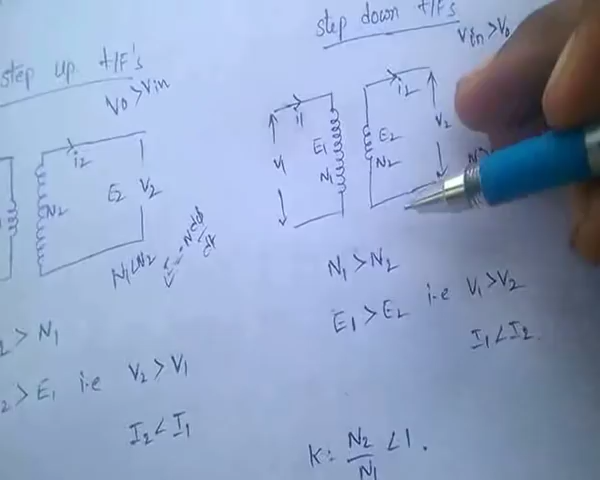 step up t/F's
V0 > Vin
i2
N2
E2 V2
N1<N2
N dφ/dt
2 > N1
2 > E1 i.e V2 > V1
I2 < I1
step down t/F's
Vin > V0
i1
i2
V1
E1
N1
E2
N2
V2
N1 > N2
E1 > E2 i.e V1 > V2
I1 < I2.
K: N2/N1 < 1.